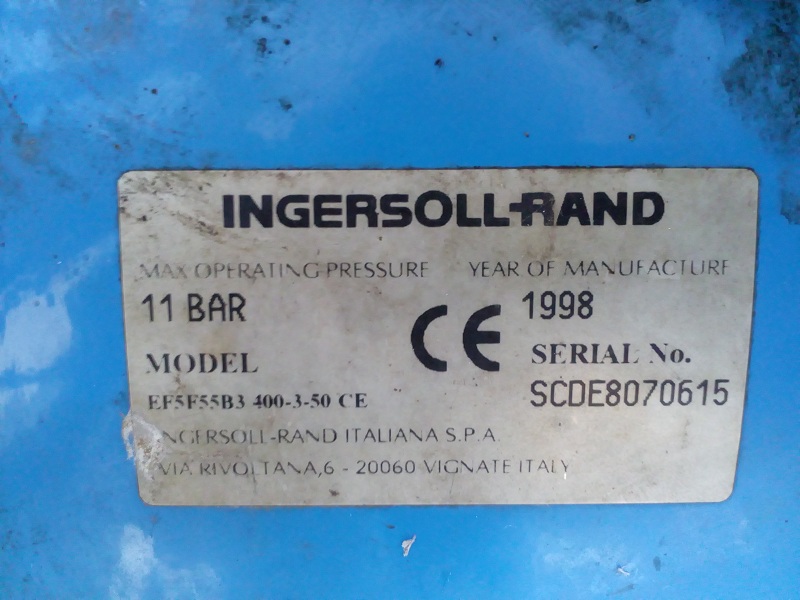 INGERSOLL-RAND
MAX OPERATING PRESSURE YEAR OF MANUFACTURE
11 BAR CE 1998
MODEL SERIAL No.
EF5F55B3 400-3-50 CE SCDE8070615
INGERSOLL-RAND ITALIANA S.P.A
VIA RIVOLTANA,6 - 20060 VIGNATE ITALY